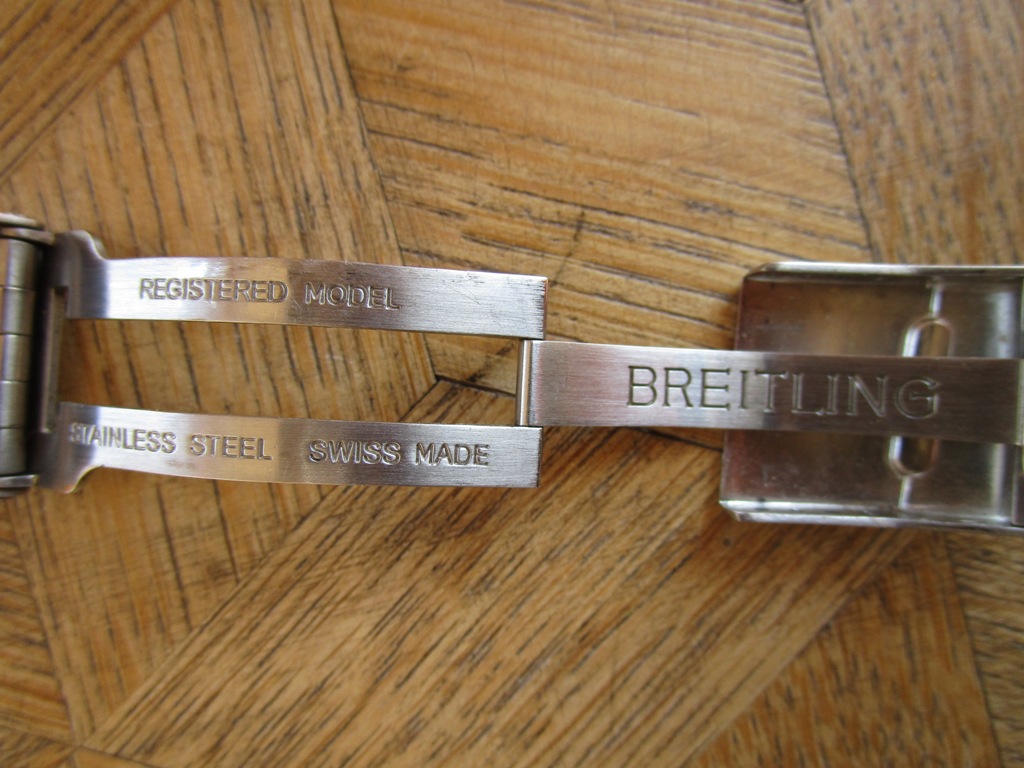 REGISTERED MODEL
BREITLING
STAINLESS STEEL SWISS MADE